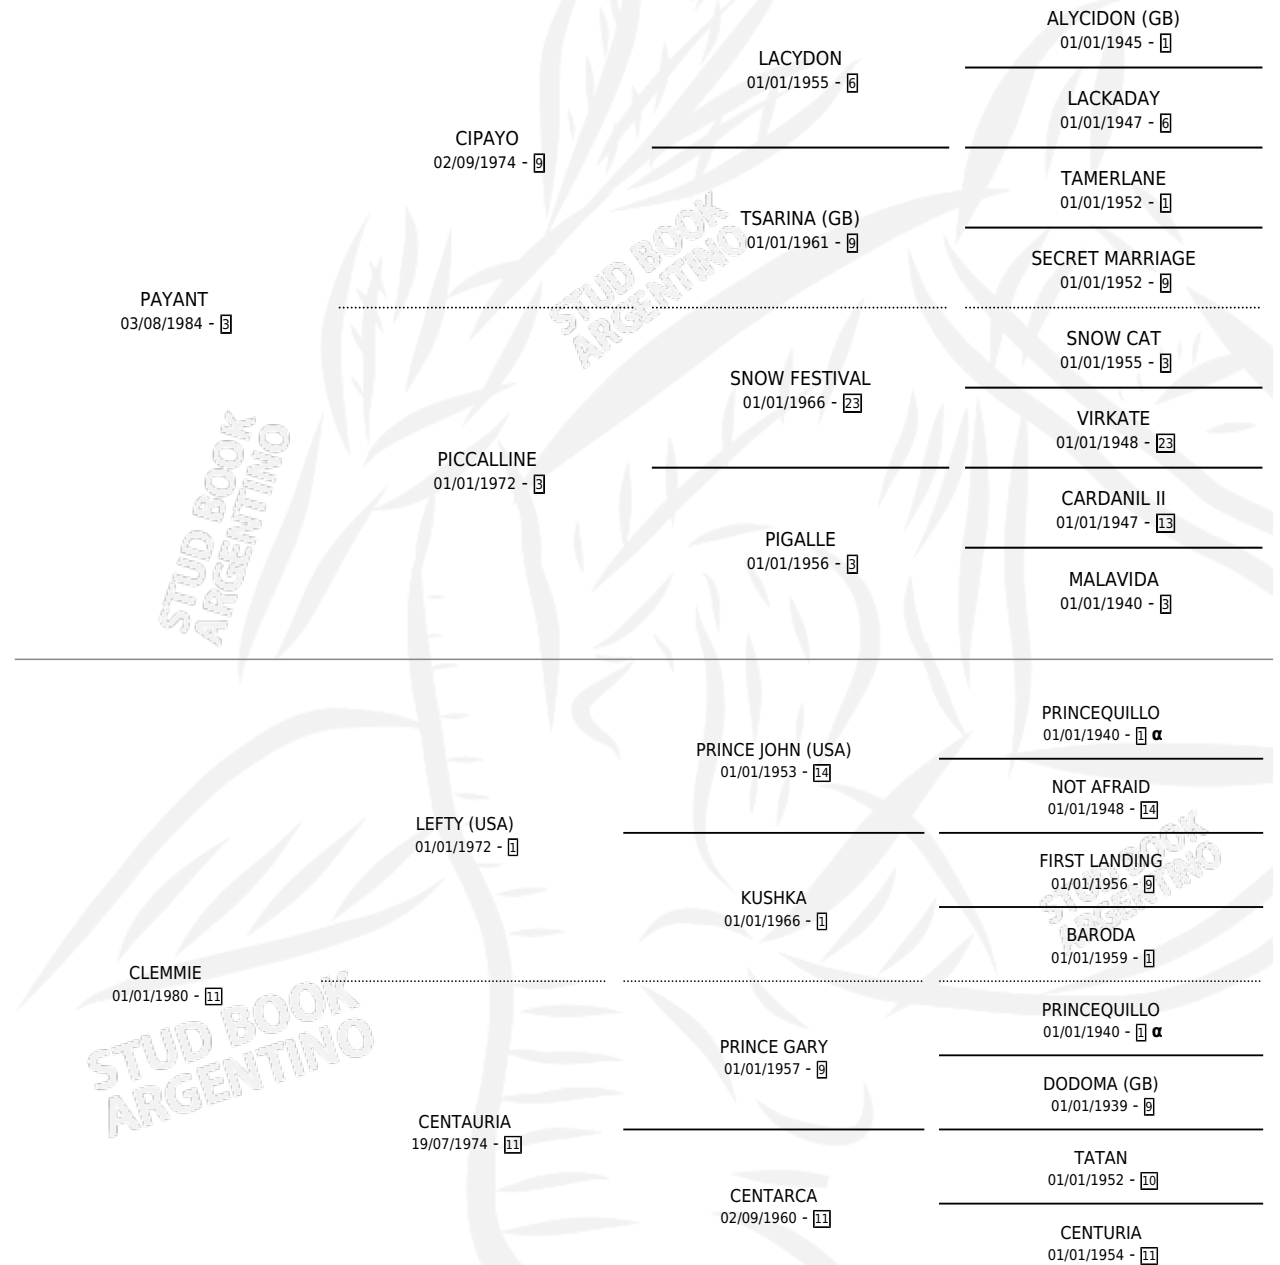 ALYCIDON (GB)
01/01/1945 - 1
LACYDON
01/01/1955 - 6
LACKADAY
01/01/1947 - 6
CIPAYO
02/09/1974 - 9
TAMERLANE
01/01/1952 - 1
TSARINA (GB)
01/01/1961 - 9
SECRET MARRIAGE
01/01/1952 - 9
PAYANT
03/08/1984 - 3
SNOW CAT
01/01/1955 - 3
SNOW FESTIVAL
01/01/1966 - 23
VIRKATE
01/01/1948 - 23
PICCALLINE
01/01/1972 - 3
CARDANIL II
01/01/1947 - 13
PIGALLE
01/01/1956 - 3
MALAVIDA
01/01/1940 - 3
PRINCEQUILLO
01/01/1940 - 1 α
PRINCE JOHN (USA)
01/01/1953 - 14
NOT AFRAID
01/01/1948 - 14
LEFTY (USA)
01/01/1972 - 1
FIRST LANDING
01/01/1956 - 9
KUSHKA
01/01/1966 - 1
BARODA
01/01/1959 - 1
CLEMMIE
01/01/1980 - 11
PRINCEQUILLO
01/01/1940 - 1 α
PRINCE GARY
01/01/1957 - 9
DODOMA (GB)
01/01/1939 - 9
CENTAURIA
19/07/1974 - 11
TATAN
01/01/1952 - 10
CENTARCA
02/09/1960 - 11
CENTURIA
01/01/1954 - 11
STUD BOOK
ARGENTINO
STUD BOOK
ARGENTINO
STUD BOOK
ARGENTINO
STUD BOOK
ARGENTINO